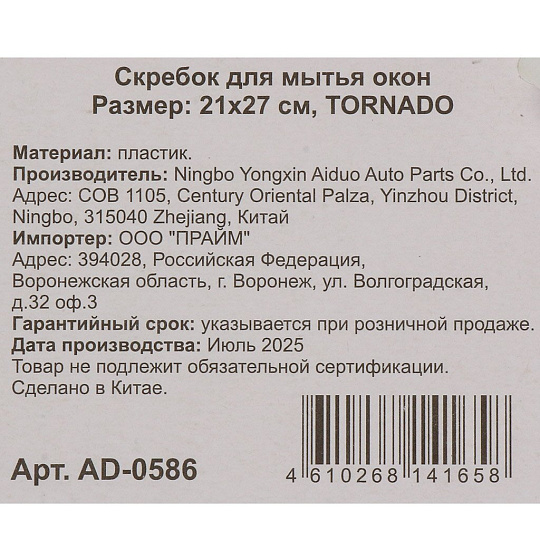 Скребок для мытья окон
Размер: 21x27 см, TORNADO
Материал: пластик.
Производитель: Ningbo Yongxin Aiduo Auto Parts Co., Ltd.
Адрес: COB 1105, Century Oriental Palza, Yinzhou District,
Ningbo, 315040 Zhejiang, Китай
Импортер: ООО "ПРАЙМ"
Адрес: 394028, Российская Федерация,
Воронежская область, г. Воронеж, ул. Волгоградская,
д.32 оф.3
Гарантийный срок: указывается при розничной продаже.
Дата производства: Июль 2025
Товар не подлежит обязательной сертификации.
Сделано в Китае.
Арт. AD-0586
4 610268 141658